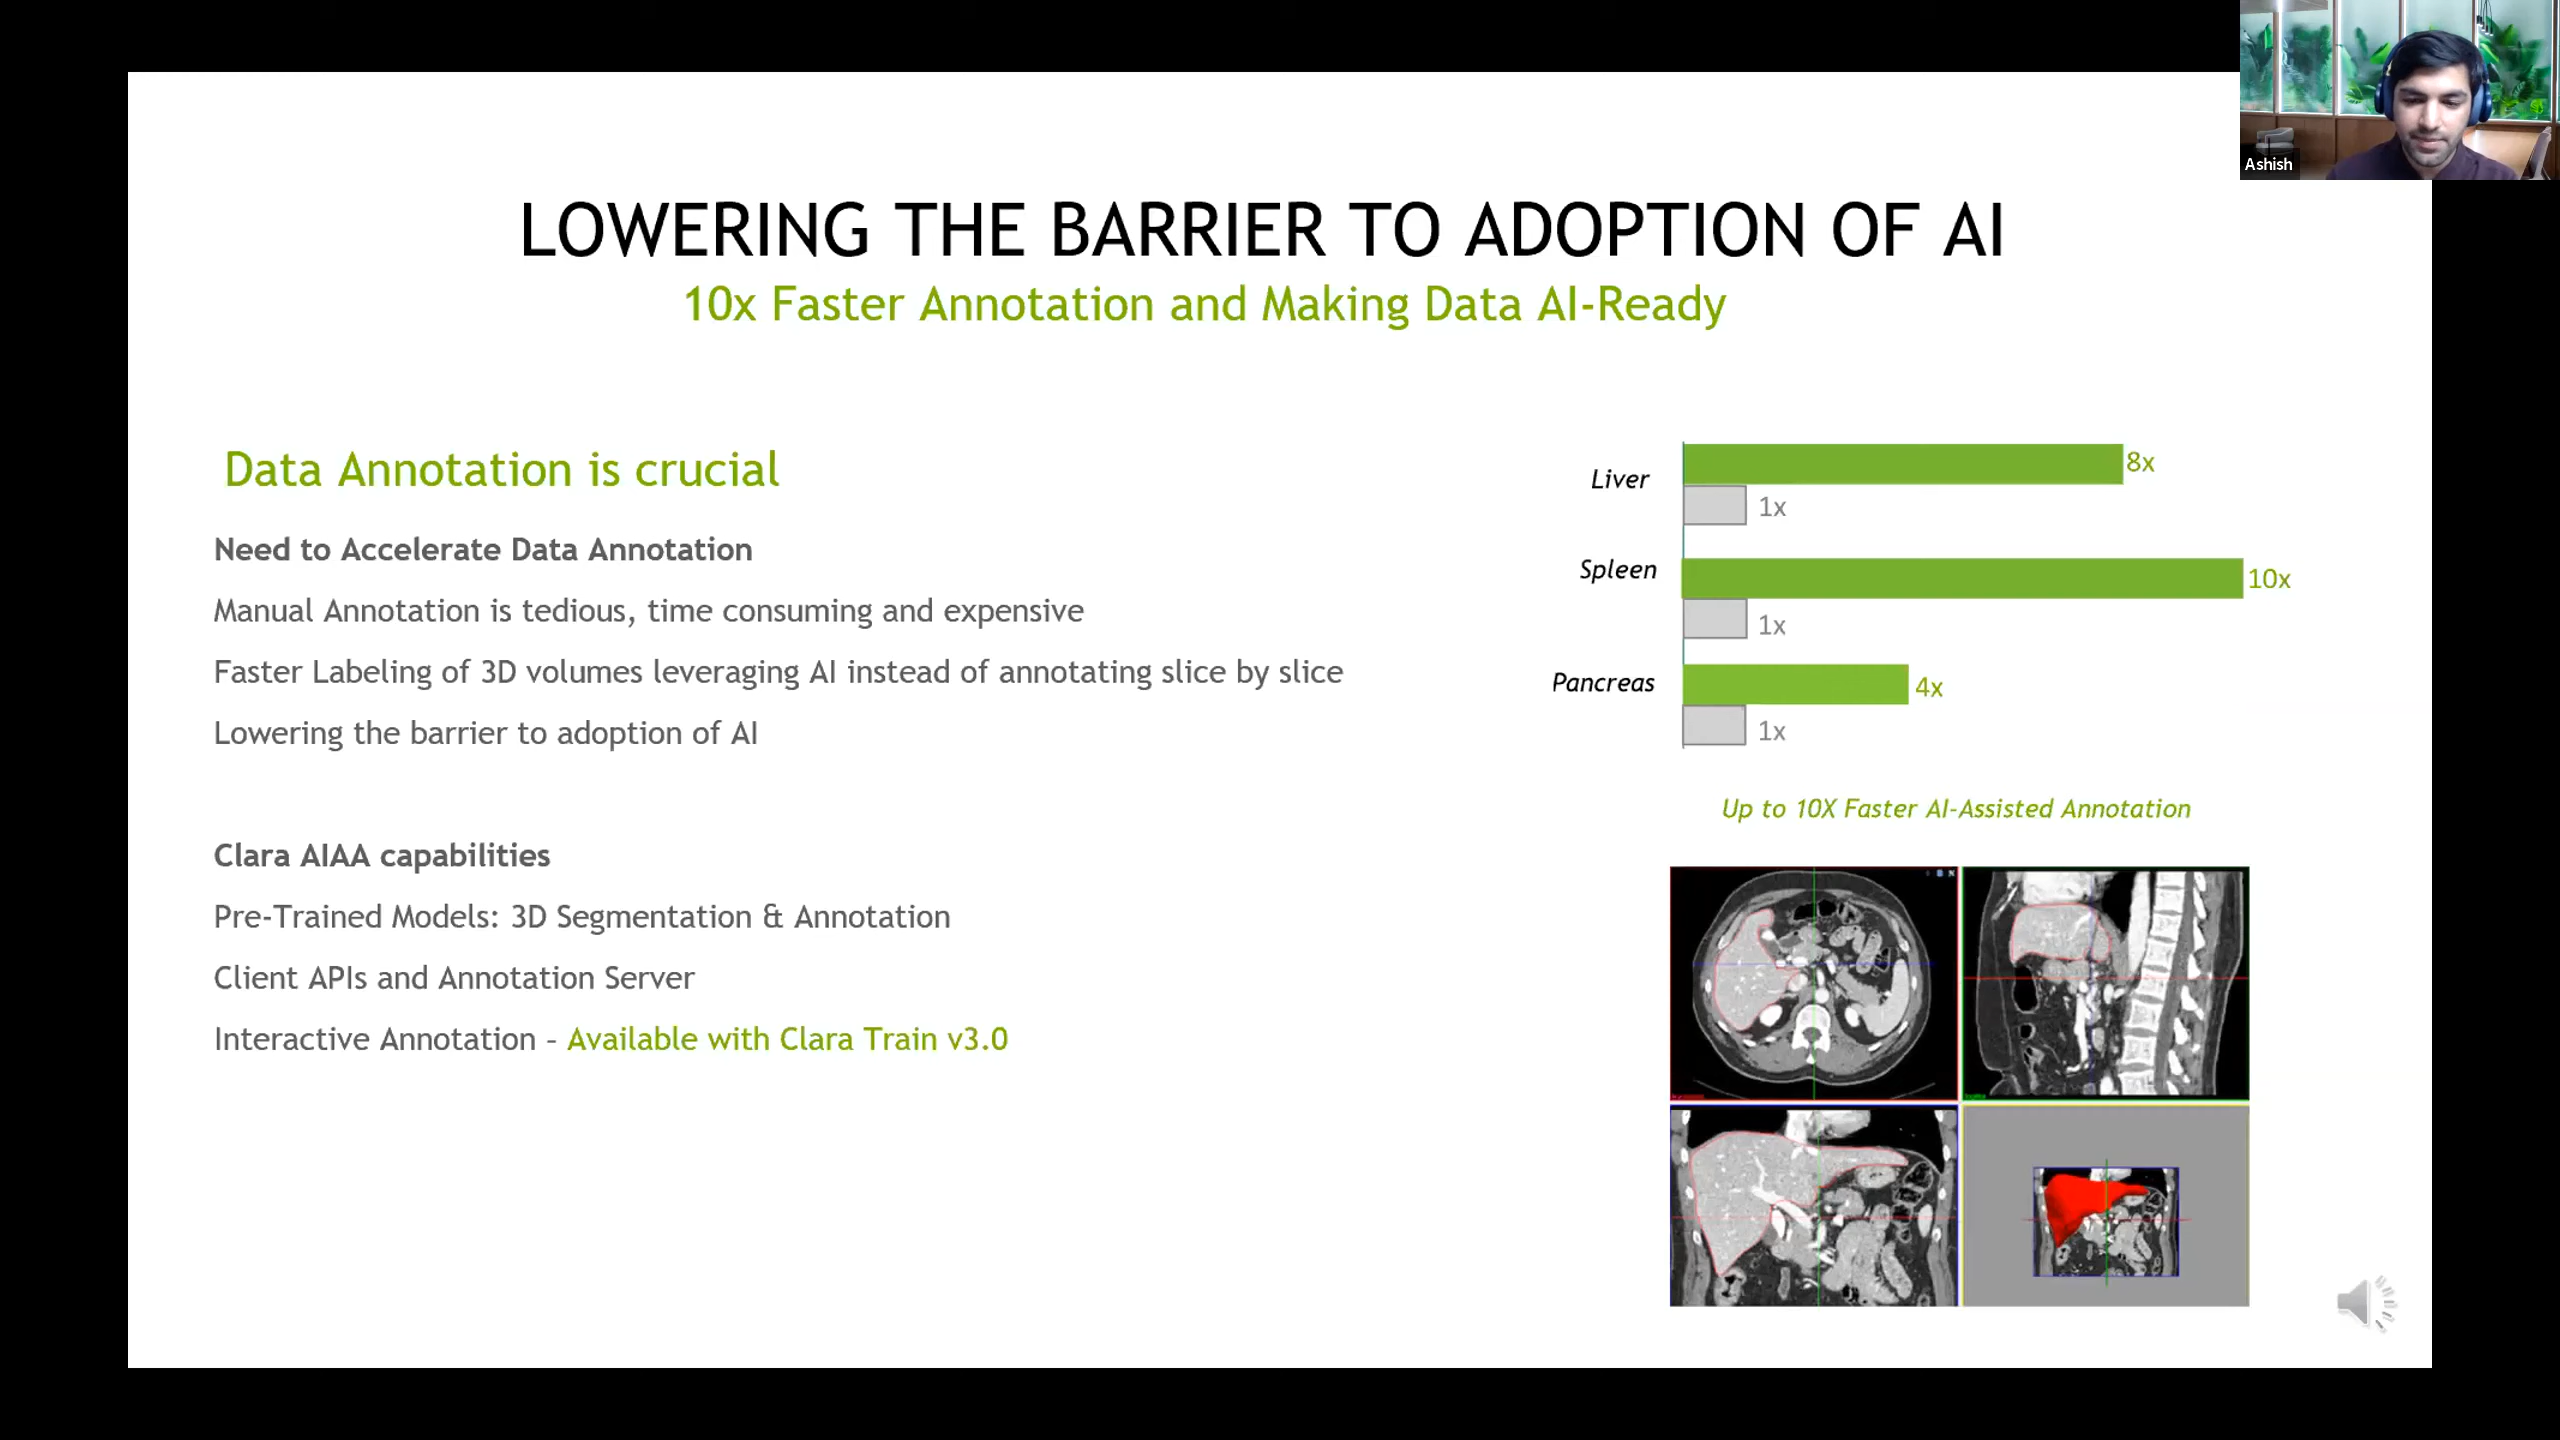 Ashish
LOWERING THE BARRIER TO ADOPTION OF AI
10x Faster Annotation and Making Data AI-Ready
Data Annotation is crucial
Need to Accelerate Data Annotation
Manual Annotation is tedious, time consuming and expensive
Faster Labeling of 3D volumes leveraging AI instead of annotating slice by slice
Lowering the barrier to adoption of AI
Clara AIAA capabilities
Pre-Trained Models: 3D Segmentation & Annotation
Client APIs and Annotation Server
Interactive Annotation – Available with Clara Train v3.0
Liver
8x
1x
Spleen
10x
1x
Pancreas
4x
1x
Up to 10X Faster AI-Assisted Annotation